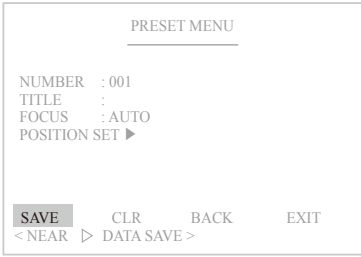 PRESET MENU
NUMBER : 001
TITLE :
FOCUS : AUTO
POSITION SET ▶
SAVE CLR BACK EXIT
< NEAR ▷ DATA SAVE >